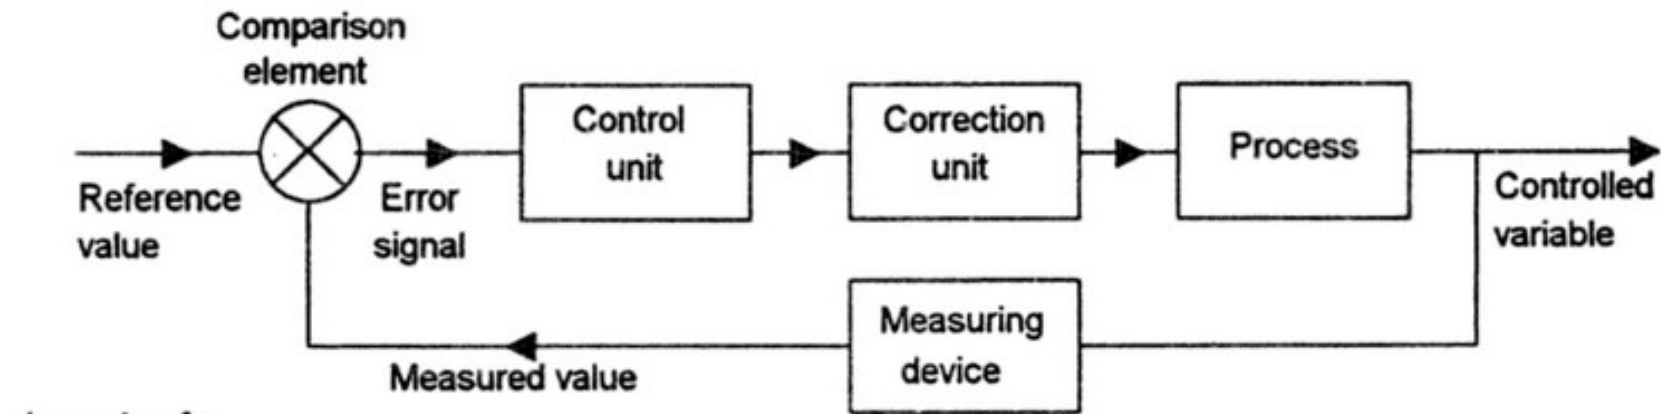 Comparison
element
Control
unit
Correction
unit
Process
Reference
value
Error
signal
Controlled
variable
Measuring
device
Measured value